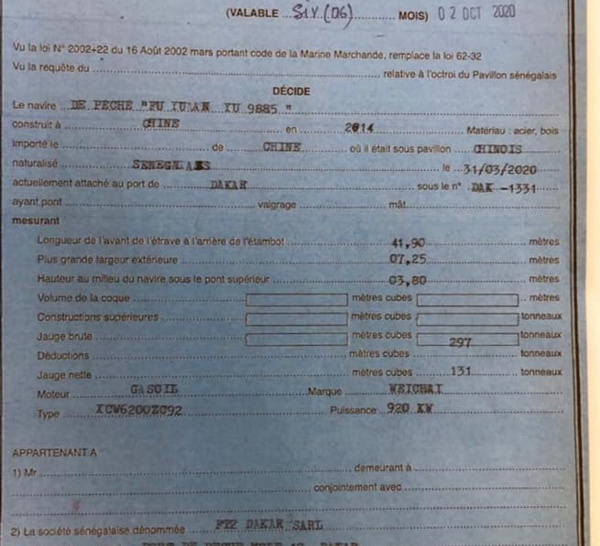 (VALABLE ... Six (06) ... MOIS) 02 OCT 2020
Vu la loi N° 2002+22 du 16 Août 2002 mars portant code de la Marine Marchande, remplace la loi 62-32
Vu la requête du ... relative à l'octroi du Pavillon sénégalais
DÉCIDE
Le navire ... DE PECHE "FU YUAN YU 9885 "
construit à ... CHINE ... en ... 2014 ... Matériau : acier, bois
Importé le ... de ... CHINE ... où il était sous pavillon ... CHINOIS
naturalisé ... SENEGALAIS ... le ... 31/03/2020
actuellement attaché au port de ... DAKAR ... sous le n° DAK -1331
ayant pont ... valgrage ... mât
mesurant
Longueur de l'avant de l'étrave à l'arrière de l'étambot ... 41,90 ... mètres
Plus grande largeur extérieure ... 07,25 ... mètres
Hauteur au milieu du navire sous le pont supérieur ... 03,80 ... mètres
Volume de la coque ... mètres cubes ... mètres
Constructions supérieures ... mètres cubes ... tonneaux
Jauge brute ... mètres cubes 297 tonneaux
Déductions ... mètres cubes ... tonneaux
Jauge nette ... mètres cubes ... 131 ... tonneaux
Moteur ... GASOIL ... Marque ... WEICHAI
Type ... XCW6200ZC92 ... Puissance 920 KW
APPARTENANT A
1) Mr ... demeurant à
conjointement avec
2) La société sénégalaise dénommée ... FT2 DAKAR SARL